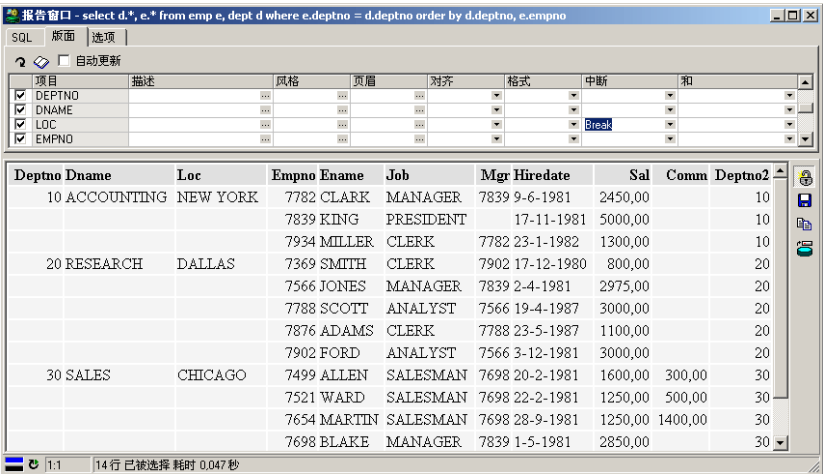 报告窗口 - select d.*, e.* from emp e, dept d where e.deptno = d.deptno order by d.deptno, e.empno
SQL 版面 选项
自动更新
项目 描述 风格 页眉 对齐 格式 中断 和
DEPTNO
DNAME
LOC Break
EMPNO
Deptno Dname Loc Empno Ename Job Mgr Hiredate Sal Comm Deptno2
10 ACCOUNTING NEW YORK 7782 CLARK MANAGER 7839 9-6-1981 2450,00 10
7839 KING PRESIDENT 17-11-1981 5000,00 10
7934 MILLER CLERK 7782 23-1-1982 1300,00 10
20 RESEARCH DALLAS 7369 SMITH CLERK 7902 17-12-1980 800,00 20
7566 JONES MANAGER 7839 2-4-1981 2975,00 20
7788 SCOTT ANALYST 7566 19-4-1987 3000,00 20
7876 ADAMS CLERK 7788 23-5-1987 1100,00 20
7902 FORD ANALYST 7566 3-12-1981 3000,00 20
30 SALES CHICAGO 7499 ALLEN SALESMAN 7698 20-2-1981 1600,00 300,00 30
7521 WARD SALESMAN 7698 22-2-1981 1250,00 500,00 30
7654 MARTIN SALESMAN 7698 28-9-1981 1250,00 1400,00 30
7698 BLAKE MANAGER 7839 1-5-1981 2850,00 30
1:1 14 行 已被选择 耗时 0,047 秒